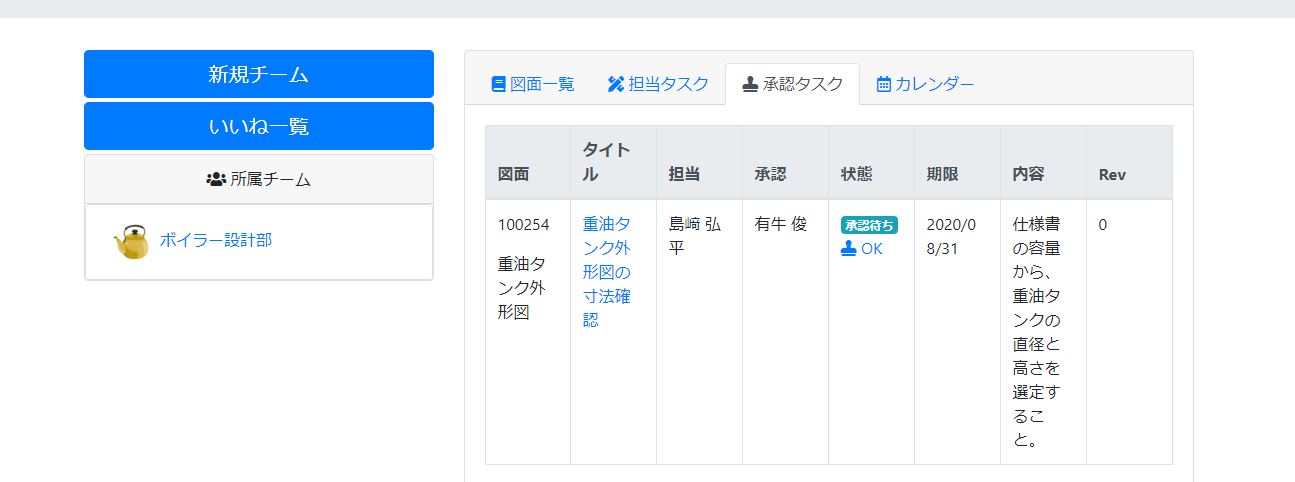 新規チーム
いいね一覧
所属チーム
ボイラー設計部
図面一覧 担当タスク 承認タスク カレンダー
図面
タイト
ル
担当
承認
状態
期限
内容
Rev
100254
重油タ
ンク外
形図
重油タ
ンク外
形図の
寸法確
認
島﨑 弘
平
有牛 俊
承認待ち
OK
2020/0
8/31
仕様書
の容量
から、
重油タ
ンクの
直径と
高さを
選定す
るこ
と。
0